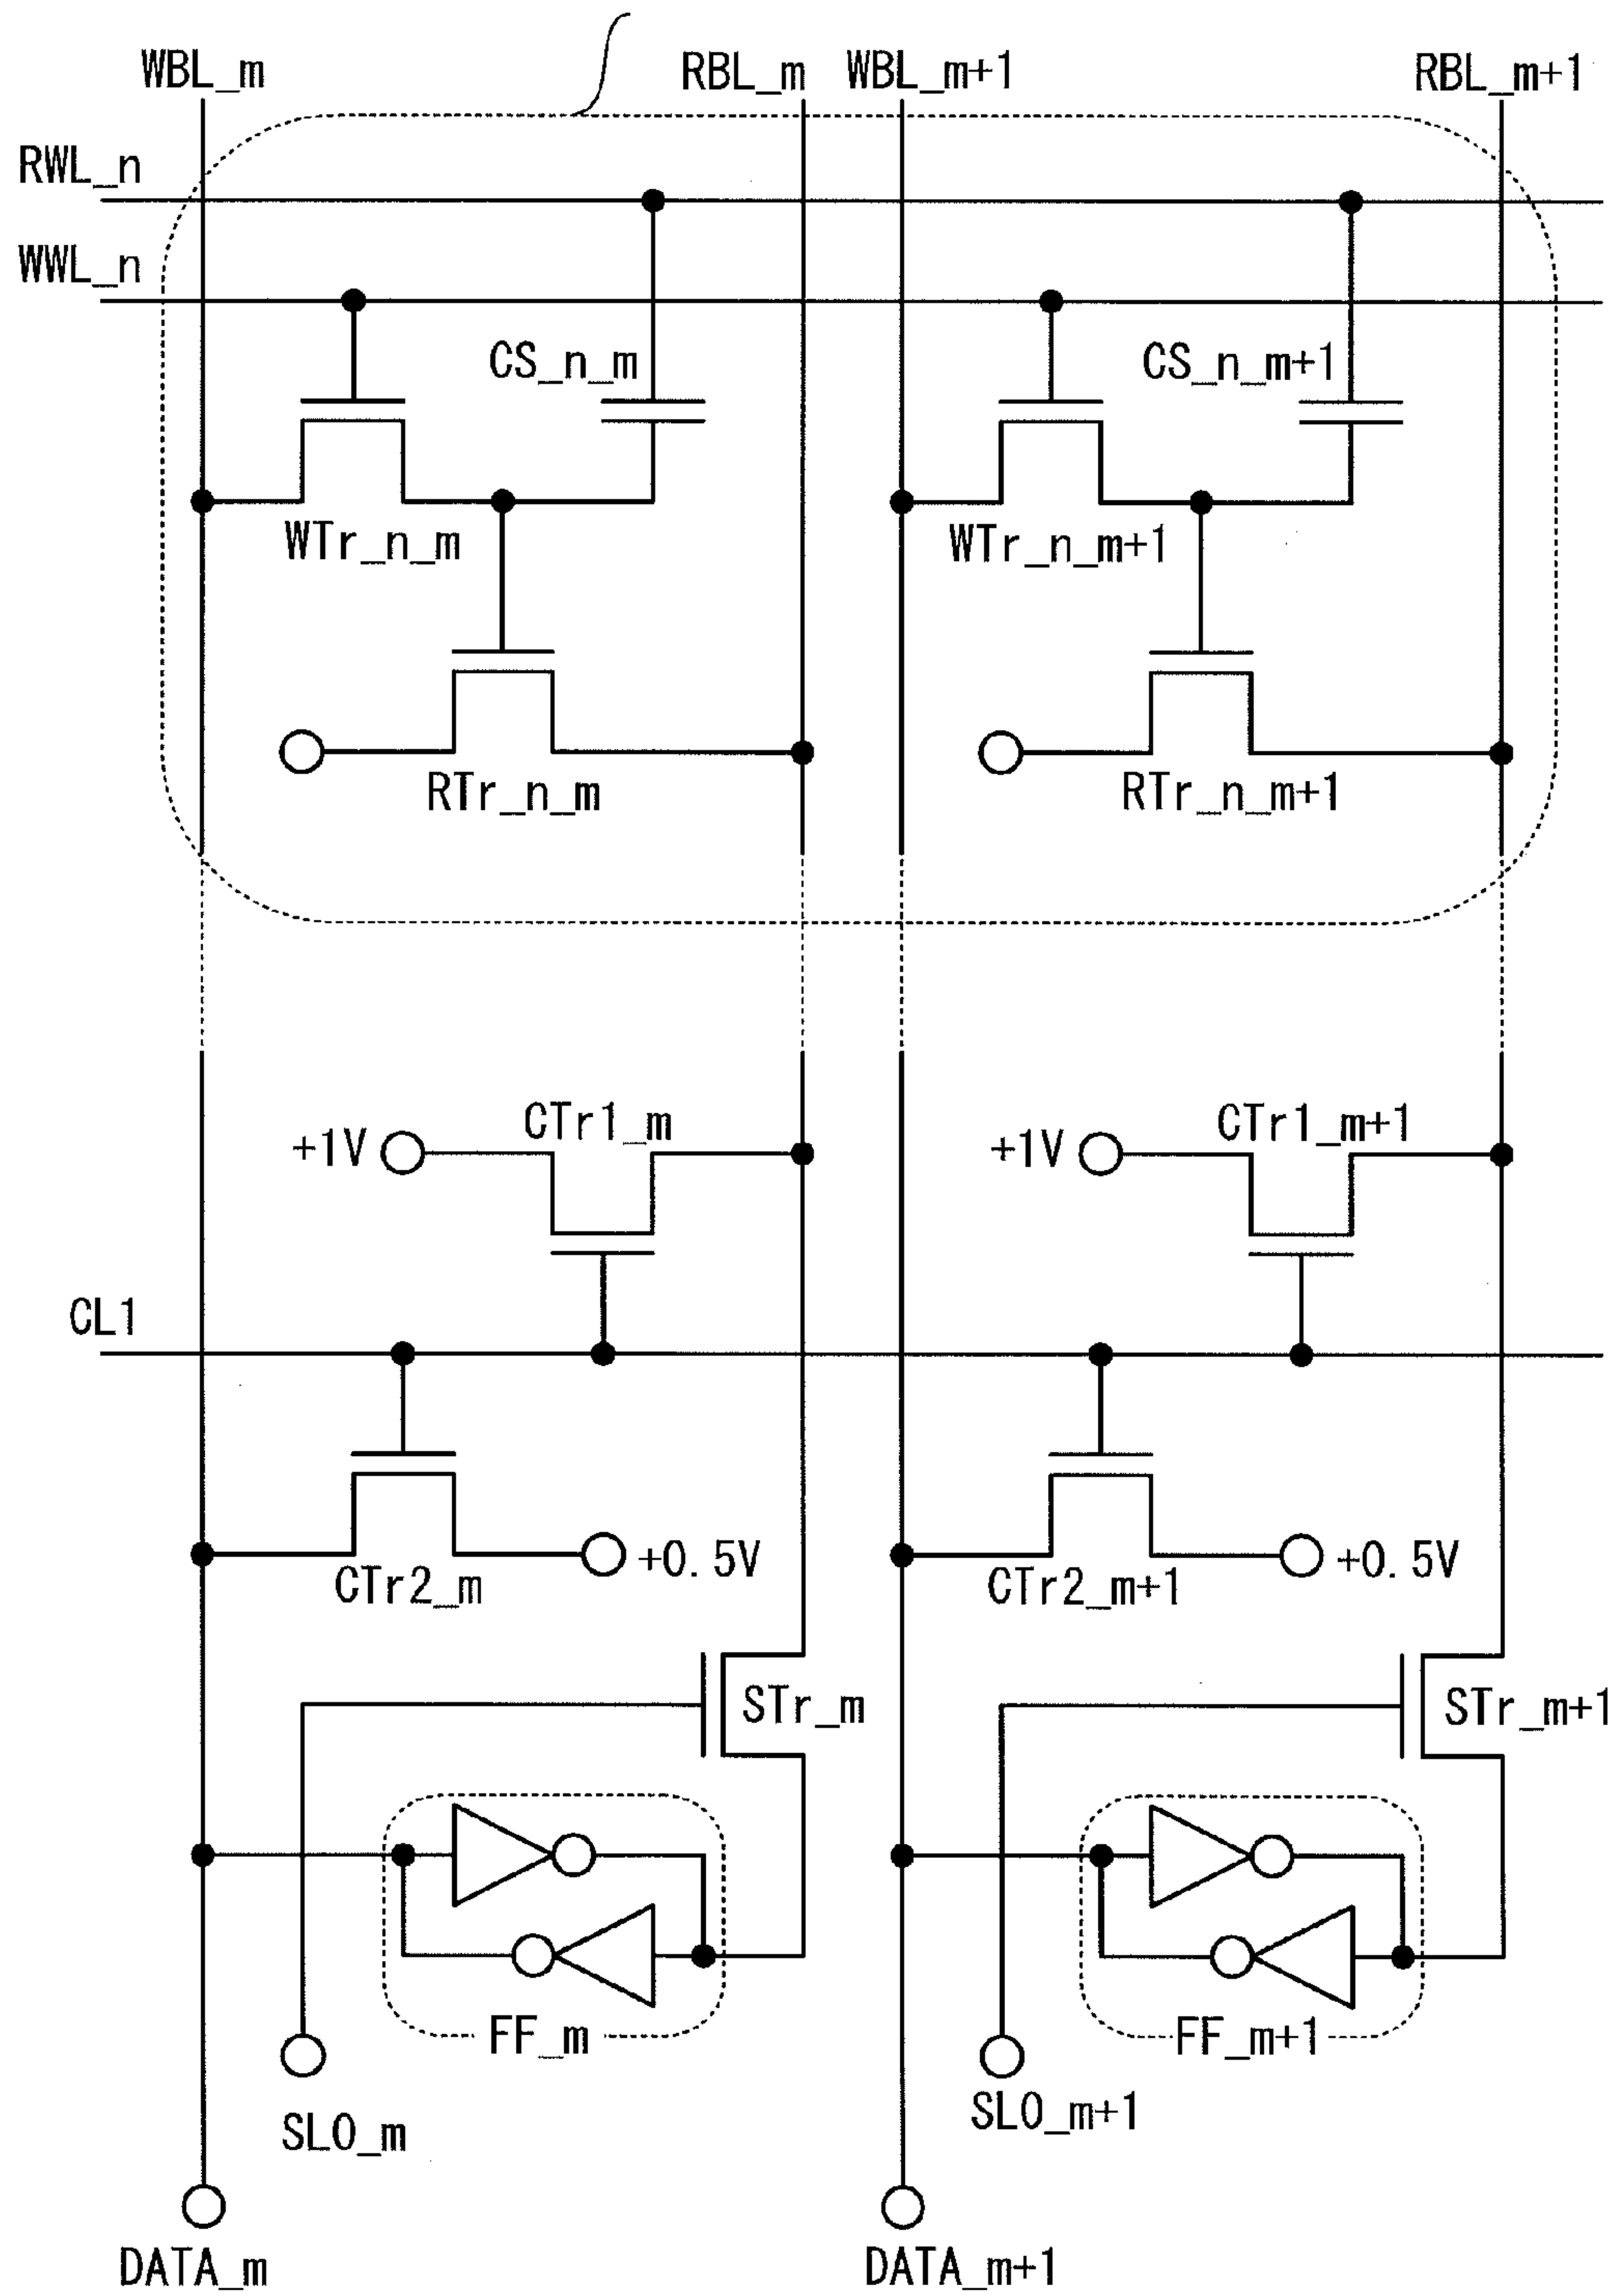 WBL_m
RBL_m
WBL_m+1
RBL_m+1
RWL_n
WWL_n
CS_n_m
CS_n_m+1
WTr_n_m
WTr_n_m+1
RTr_n_m
RTr_n_m+1
CTr1_m
CTr1_m+1
+1V
+1V
CL1
CTr2_m
+0.5V
CTr2_m+1
+0.5V
STr_m
STr_m+1
FF_m
FF_m+1
SLO_m
SLO_m+1
DATA_m
DATA_m+1